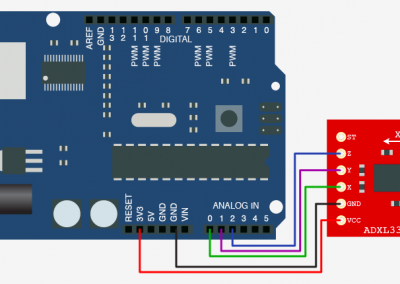 AREF
GND
13
12
11
10
9
8
7
6
5
4
3
2
1
0
PWM
PWM
PWM
PWM
PWM
PWM
DIGITAL
X
ST
Z
Y
X
GND
VCC
ADXL33
RESET
3V3
5V
GND
GND
VIN
ANALOG IN
0
1
2
3
4
5